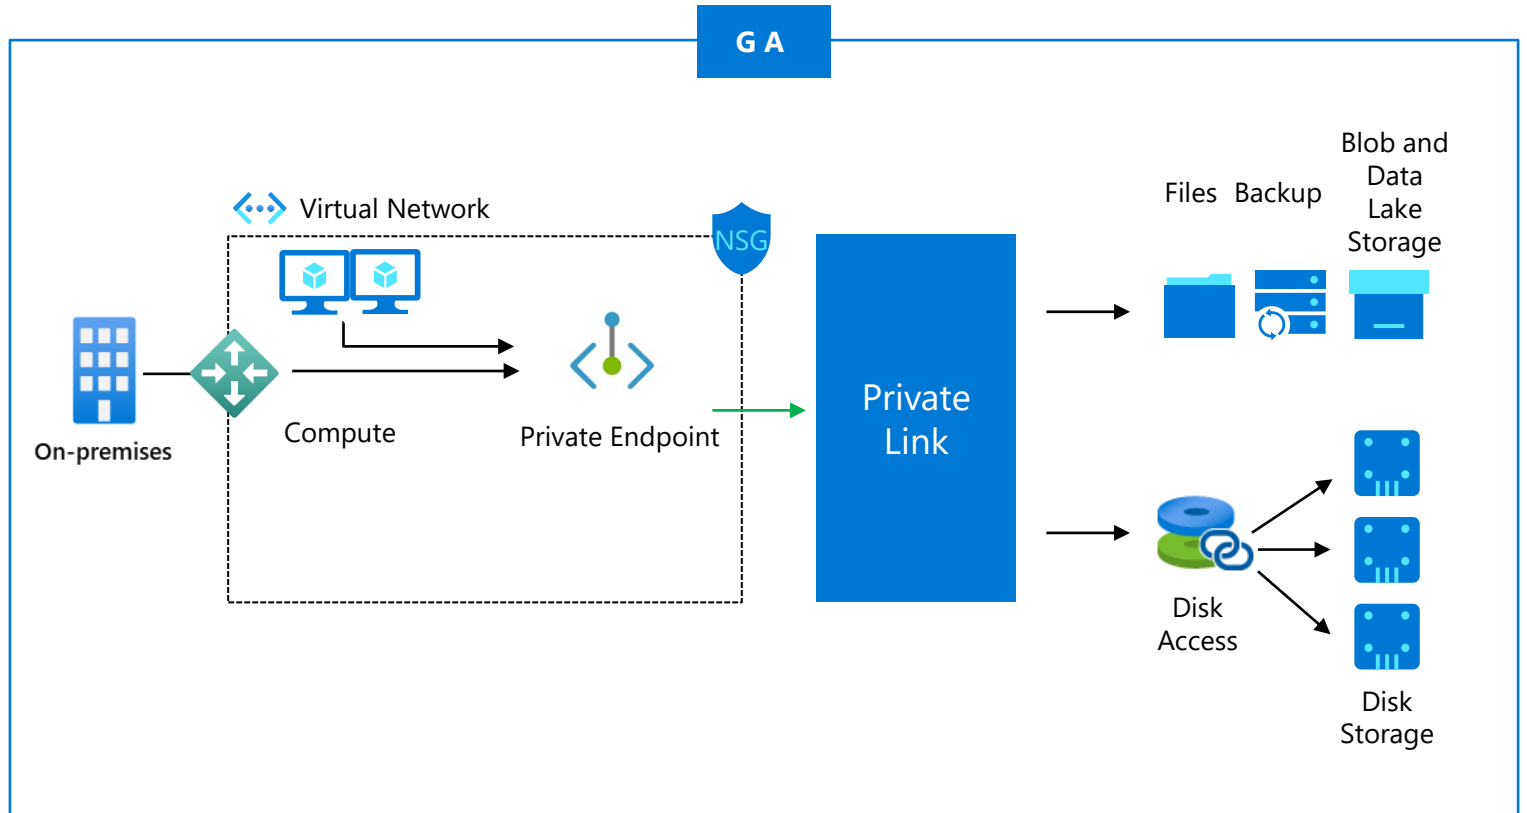 G A
Virtual Network
NSG
On-premises
Compute
Private Endpoint
Private
Link
Files
Backup
Blob and
Data
Lake
Storage
Disk
Access
Disk
Storage